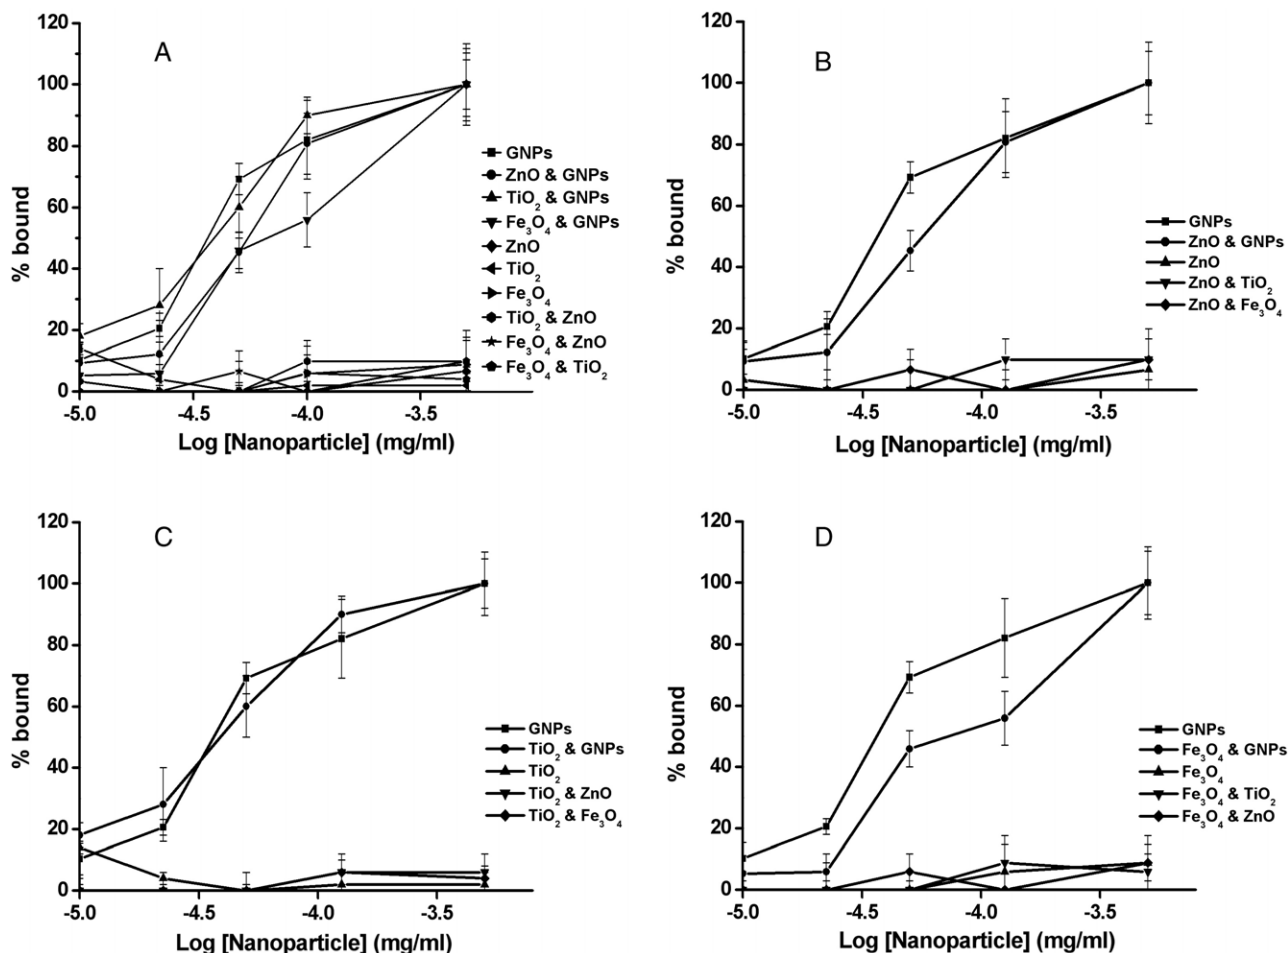 A
120
100
80
60
40
20
0
% bound
-5.0
-4.5
-4.0
-3.5
Log [Nanoparticle] (mg/ml)
GNPs
ZnO & GNPs
TiO2 & GNPs
Fe3O4 & GNPs
ZnO
TiO2
Fe3O4
TiO2 & ZnO
Fe3O4 & ZnO
Fe3O4 & TiO2
B
120
100
80
60
40
20
0
% bound
-5.0
-4.5
-4.0
-3.5
Log [Nanoparticle] (mg/ml)
GNPs
ZnO & GNPs
ZnO
ZnO & TiO2
ZnO & Fe3O4
C
120
100
80
60
40
20
0
% bound
-5.0
-4.5
-4.0
-3.5
Log [Nanoparticle] (mg/ml)
GNPs
TiO2 & GNPs
TiO2
TiO2 & ZnO
TiO2 & Fe3O4
D
120
100
80
60
40
20
0
% bound
-5.0
-4.5
-4.0
-3.5
Log [Nanoparticle] (mg/ml)
GNPs
Fe3O4 & GNPs
Fe3O4
Fe3O4 & TiO2
Fe3O4 & ZnO